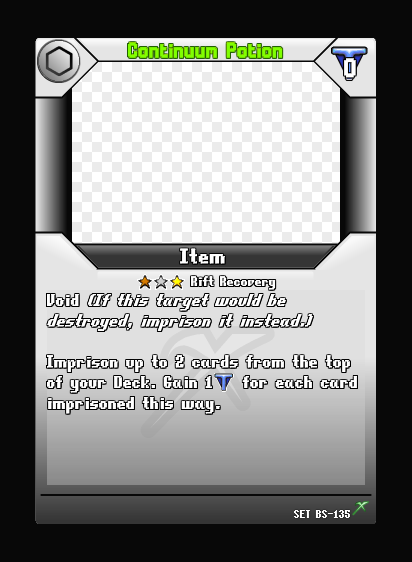 Continuum Potion
0
Item
Rift Recovery
Void (If this target would be
destroyed, imprison it instead.)
Imprison up to 2 cards from the top
of your Deck. Gain 1 for each card
imprisoned this way.
SET BS-135